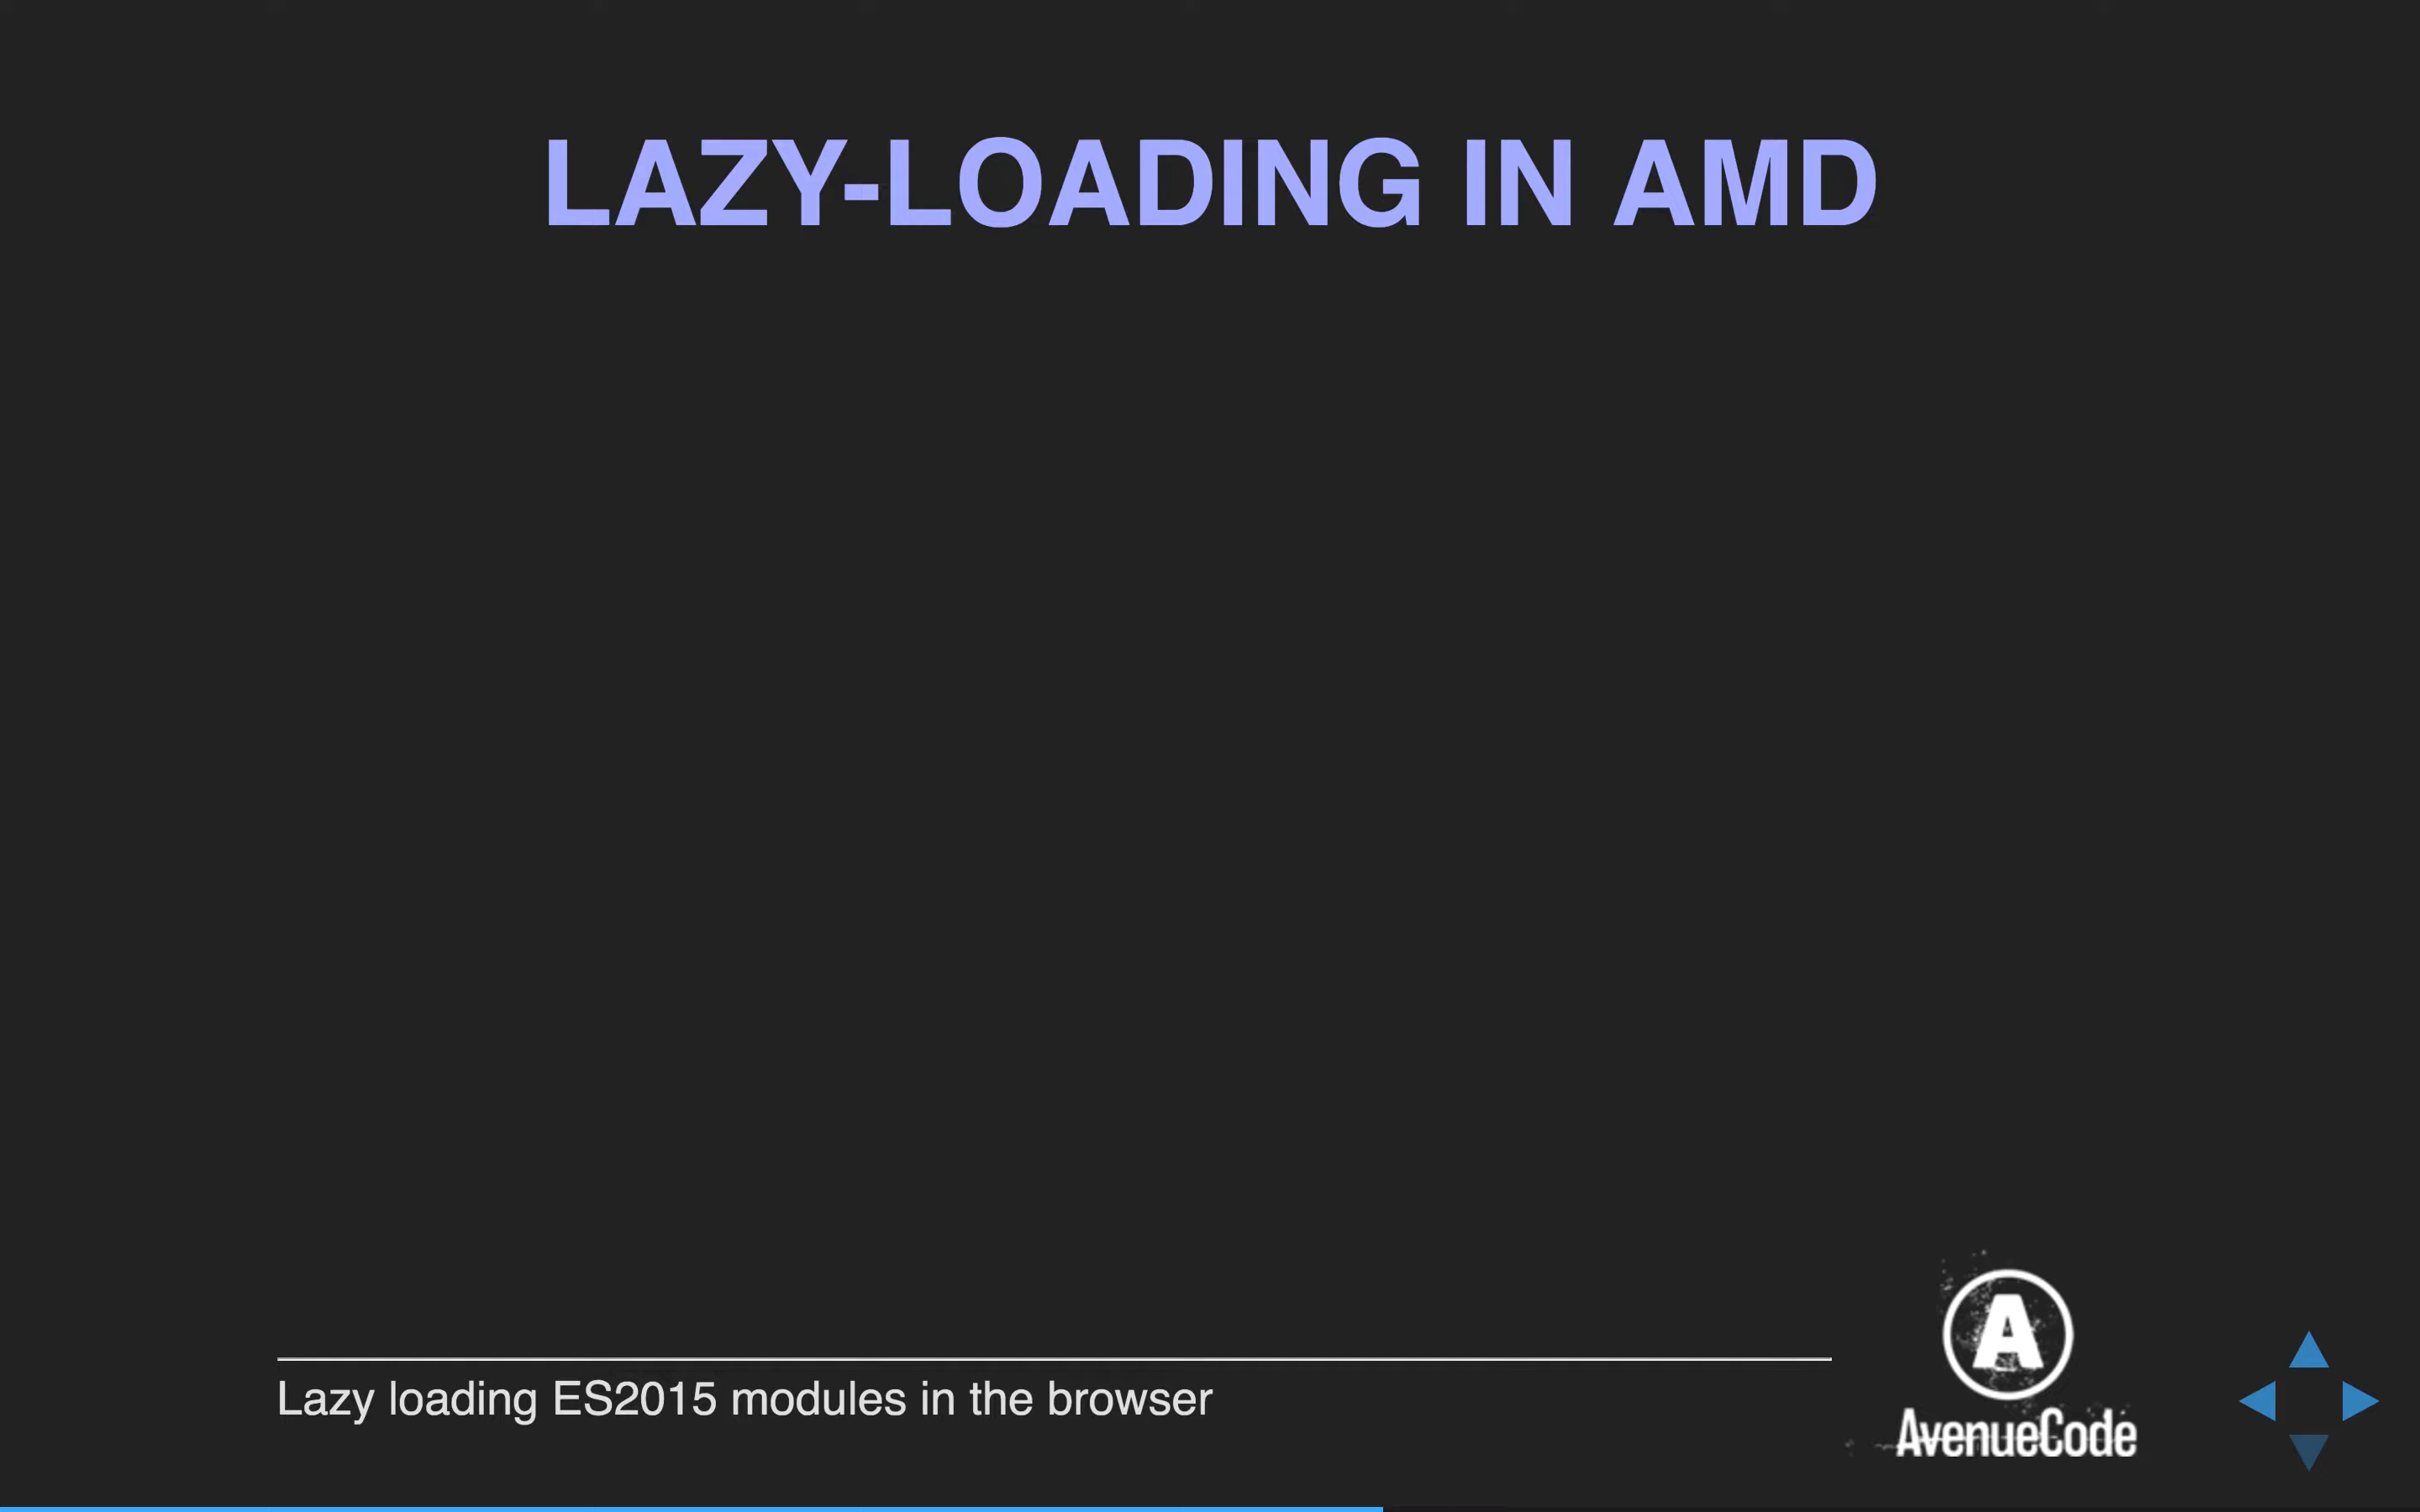 LAZY-LOADING IN AMD
Lazy loading ES2015 modules in the browser
A
AvenueCode